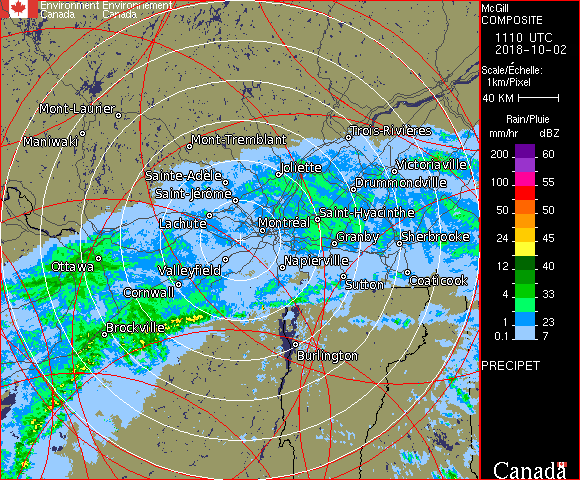 Environment Environnement
Canada Canada
McGill
COMPOSITE
1110 UTC
2018-10-02
Scale/Échelle:
1km/Pixel
40 KM
Rain/Pluie
mm/hr dBZ
200 60
100 55
50 50
24 45
12 40
4 33
1 23
0.1 7
PRECIPET
Canada
Mont-Laurier
Maniwaki
Mont-Tremblant
Trois-Rivières
Joliette
Victoriaville
Sainte-Adèle
Drummondville
Saint-Jérôme
Saint-Hyacinthe
Lachute
Montréal
Granby
Sherbrooke
Ottawa
Valleyfield
Napierville
Cornwall
Sutton
Coaticook
Brockville
Burlington